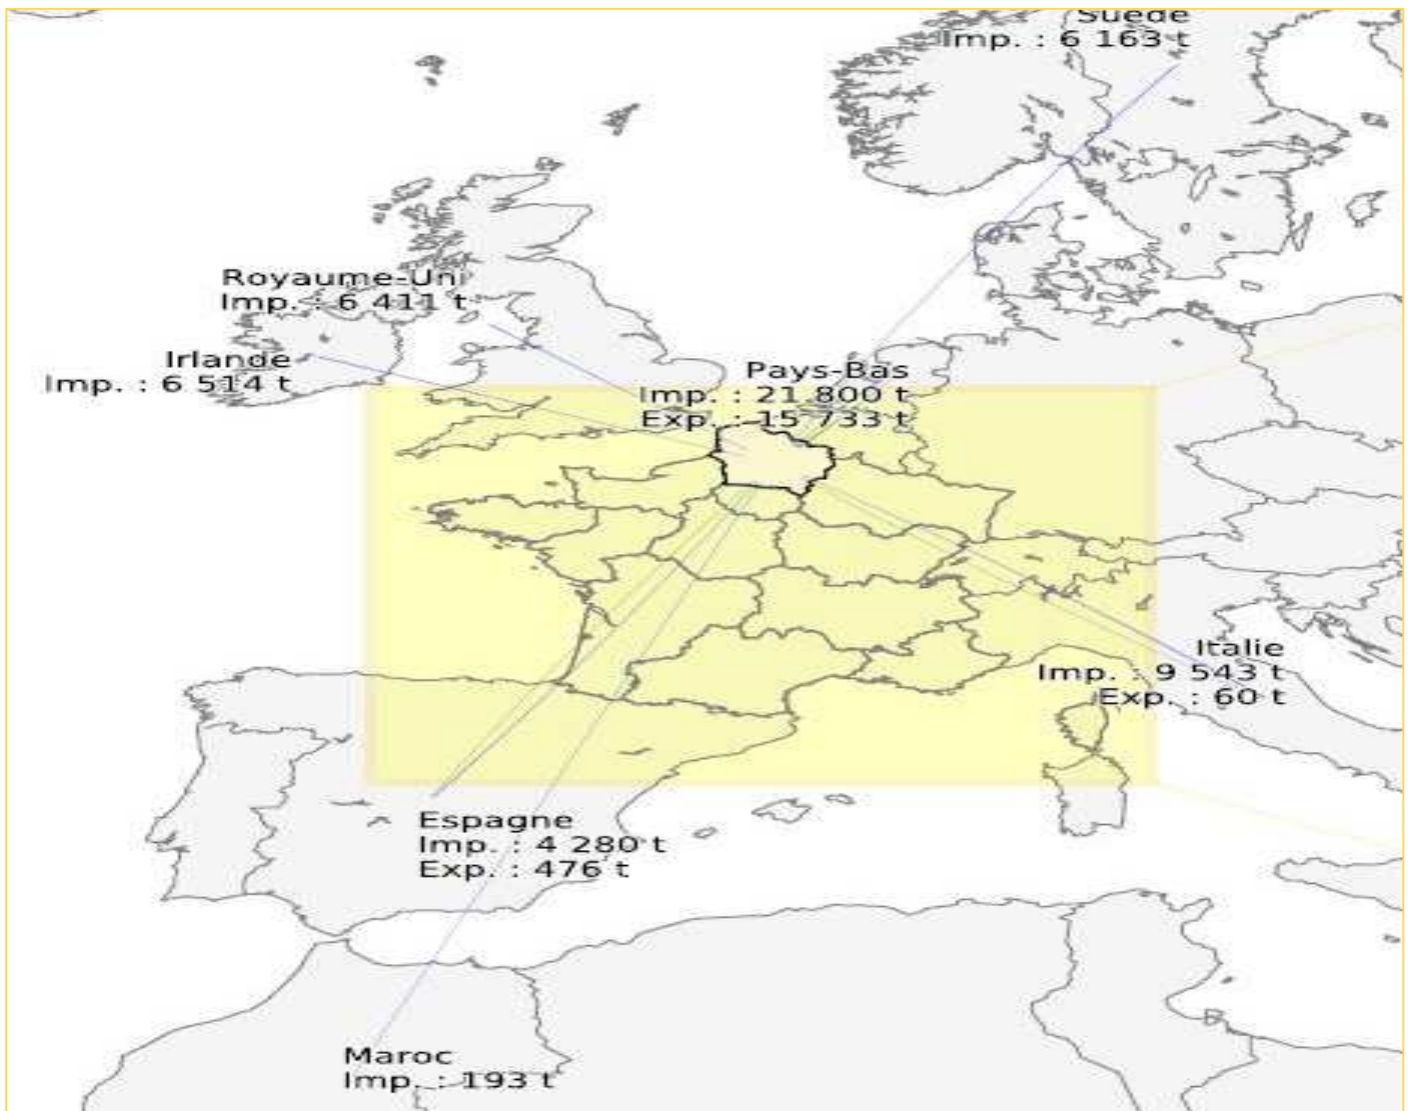 Suède
Imp. : 6 163 t
Royaume-Uni
Imp. : 6 411 t
Irlande
Imp. : 6 514 t
Pays-Bas
Imp. : 21 800 t
Exp. : 15 733 t
Italie
Imp. : 9 543 t
Exp. : 60 t
Espagne
Imp. : 4 280 t
Exp. : 476 t
Maroc
Imp. : 193 t